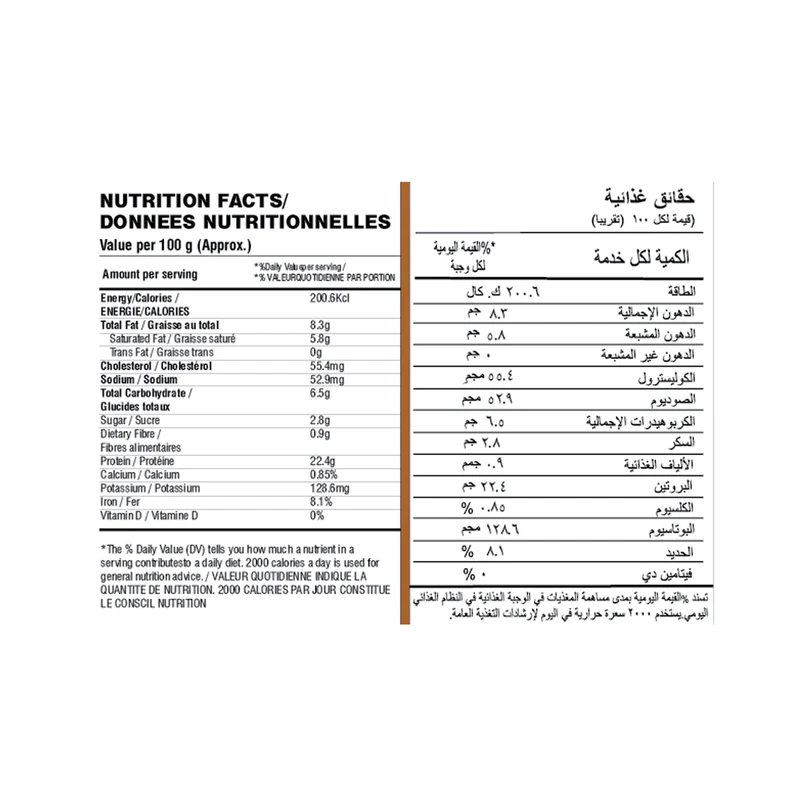 NUTRITION FACTS/
DONNEES NUTRITIONNELLES
Value per 100 g (Approx.)
Amount per serving
*%Daily Value per serving /
*% VALEURQUOTIDIENNE PAR PORTION
Energy/Calories / 200.6Kcl
ENERGIE/CALORIES
Total Fat / Graisse au total 8.3g
Saturated Fat / Graisse saturé 5.8g
Trans Fat / Graisse trans 0g
Cholesterol / Cholestérol 55.4mg
Sodium / Sodium 52.9mg
Total Carbohydrate / 6.5g
Glucides totaux
Sugar / Sucre 2.8g
Dietary Fibre / 0.9g
Fibres alimentaires
Protein / Protéine 22.4g
Calcium / Calcium 0.85%
Potassium / Potassium 128.6mg
Iron / Fer 8.1%
Vitamin D / Vitamine D 0%
*The % Daily Value (DV) tells you how much a nutrient in a
serving contributesto a daily diet. 2000 calories a day is used for
general nutrition advice. / VALEUR QUOTIDIENNE INDIQUE LA
QUANTITE DE NUTRITION. 2000 CALORIES PAR JOUR CONSTITUE
LE CONSCIL NUTRITION
حقائق غذائية
(قيمة لكل ١٠٠ (تقريبا)
الكمية لكل خدمة
*%القيمة اليومية
لكل وجبة
الطاقة ٢٠٠.٦ ك. كال
الدهون الإجمالية ٨.٣ جم
الدهون المشبعة ٥.٨ جم
الدهون غير المشبعة ٠ جم
الكوليسترول ٥٥.٤ مجم
الصوديوم ٥٢.٩ مجم
الكربوهيدرات الإجمالية ٦.٥ جم
السكر ٢.٨ جم
الألياف الغذائية ٠.٩ جمم
البروتين ٢٢.٤ جم
الكلسيوم ٠.٨٥ %
البوتاسيوم ١٢٨.٦ مجم
الحديد ٨.١ %
فيتامين دي ٠ %
تسند %القيمة اليومية بمدى مساهمة المغذيات في الوجبة الغذائية في النظام الغذائي
اليومي.يستخدم ٢٠٠٠ سعرة حرارية في اليوم لإرشادات التغذية العامة.